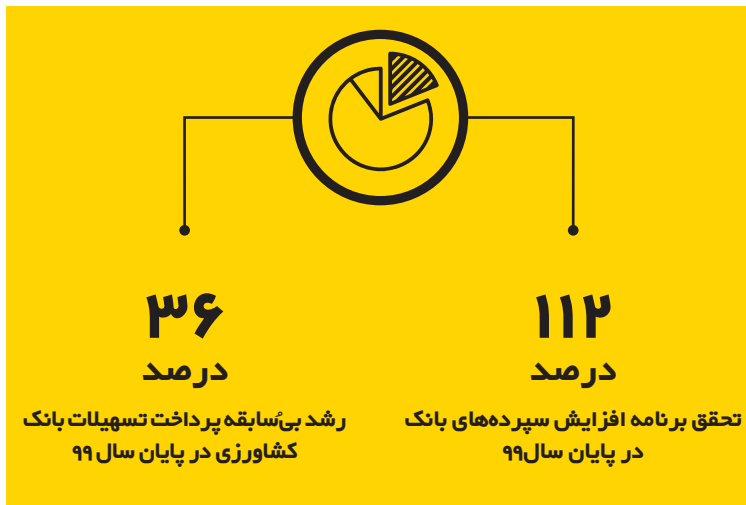 ۱۱۲
درصد
تحقق برنامه افزایش سپرده‌های بانک
در پایان سال۹۹
۳۶
درصد
رشد بی‌ُسابقه پرداخت تسهیلات بانک
کشاورزی در پایان سال ۹۹